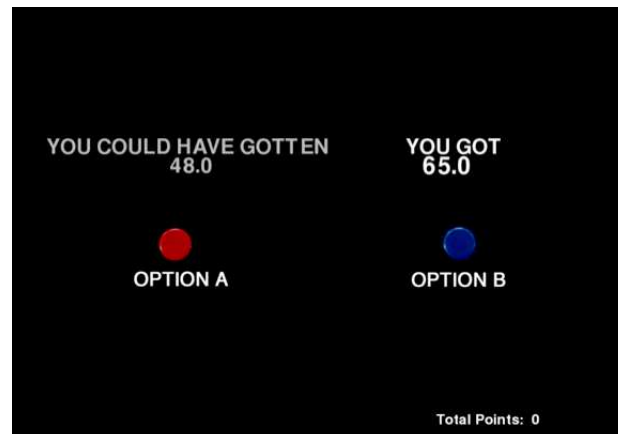 YOU COULD HAVE GOTTEN
48.0
YOU GOT
65.0
OPTION A
OPTION B
Total Points: 0